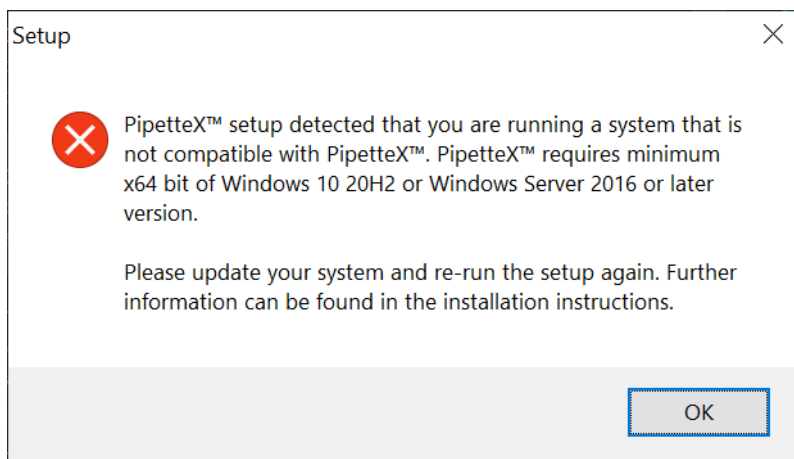 Setup
PipetteX™ setup detected that you are running a system that is
not compatible with PipetteX™. PipetteX™ requires minimum
x64 bit of Windows 10 20H2 or Windows Server 2016 or later
version.
Please update your system and re-run the setup again. Further
information can be found in the installation instructions.
OK